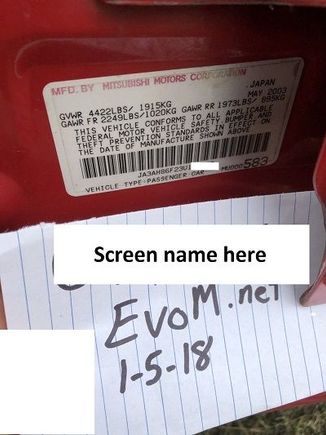 MFD. BY MITSUBISHI MOTORS CORPORATION
JAPAN
GVWR 4422LBS/ 1915KG MAY 2003
GAWR FR 2249LBS/1020KG GAWR RR 1973LBS/ 895KG
THIS VEHICLE CONFORMS TO ALL APPLICABLE
FEDERAL MOTOR VEHICLE SAFETY, BUMPER, AND
THEFT PREVENTION STANDARDS IN EFFECT ON
THE DATE OF MANUFACTURE SHOWN ABOVE.
JA3AH86F23U 583
VEHICLE TYPE:PASSENGER CAR
Screen name here
EvoM.net
1-5-18